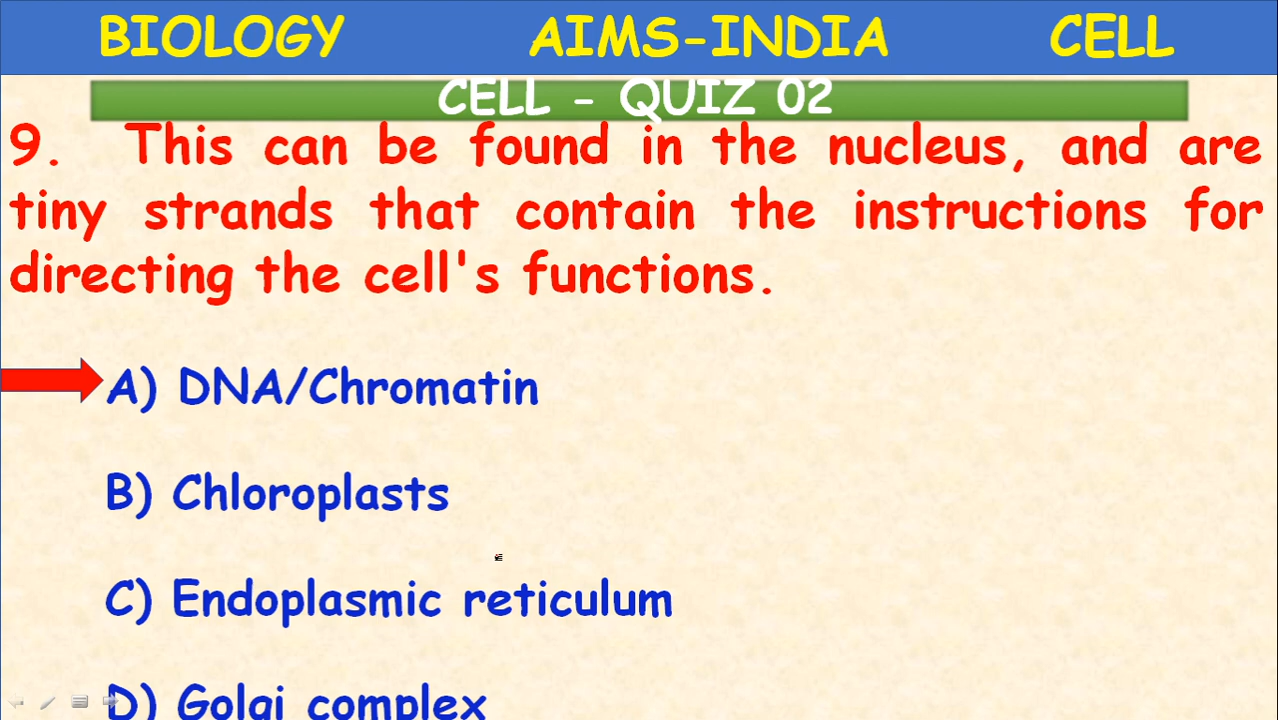 BIOLOGY AIMS-INDIA CELL
CELL - QUIZ 02
9. This can be found in the nucleus, and are
tiny strands that contain the instructions for
directing the cell's functions.
A) DNA/Chromatin
B) Chloroplasts
C) Endoplasmic reticulum
D) Golgi complex